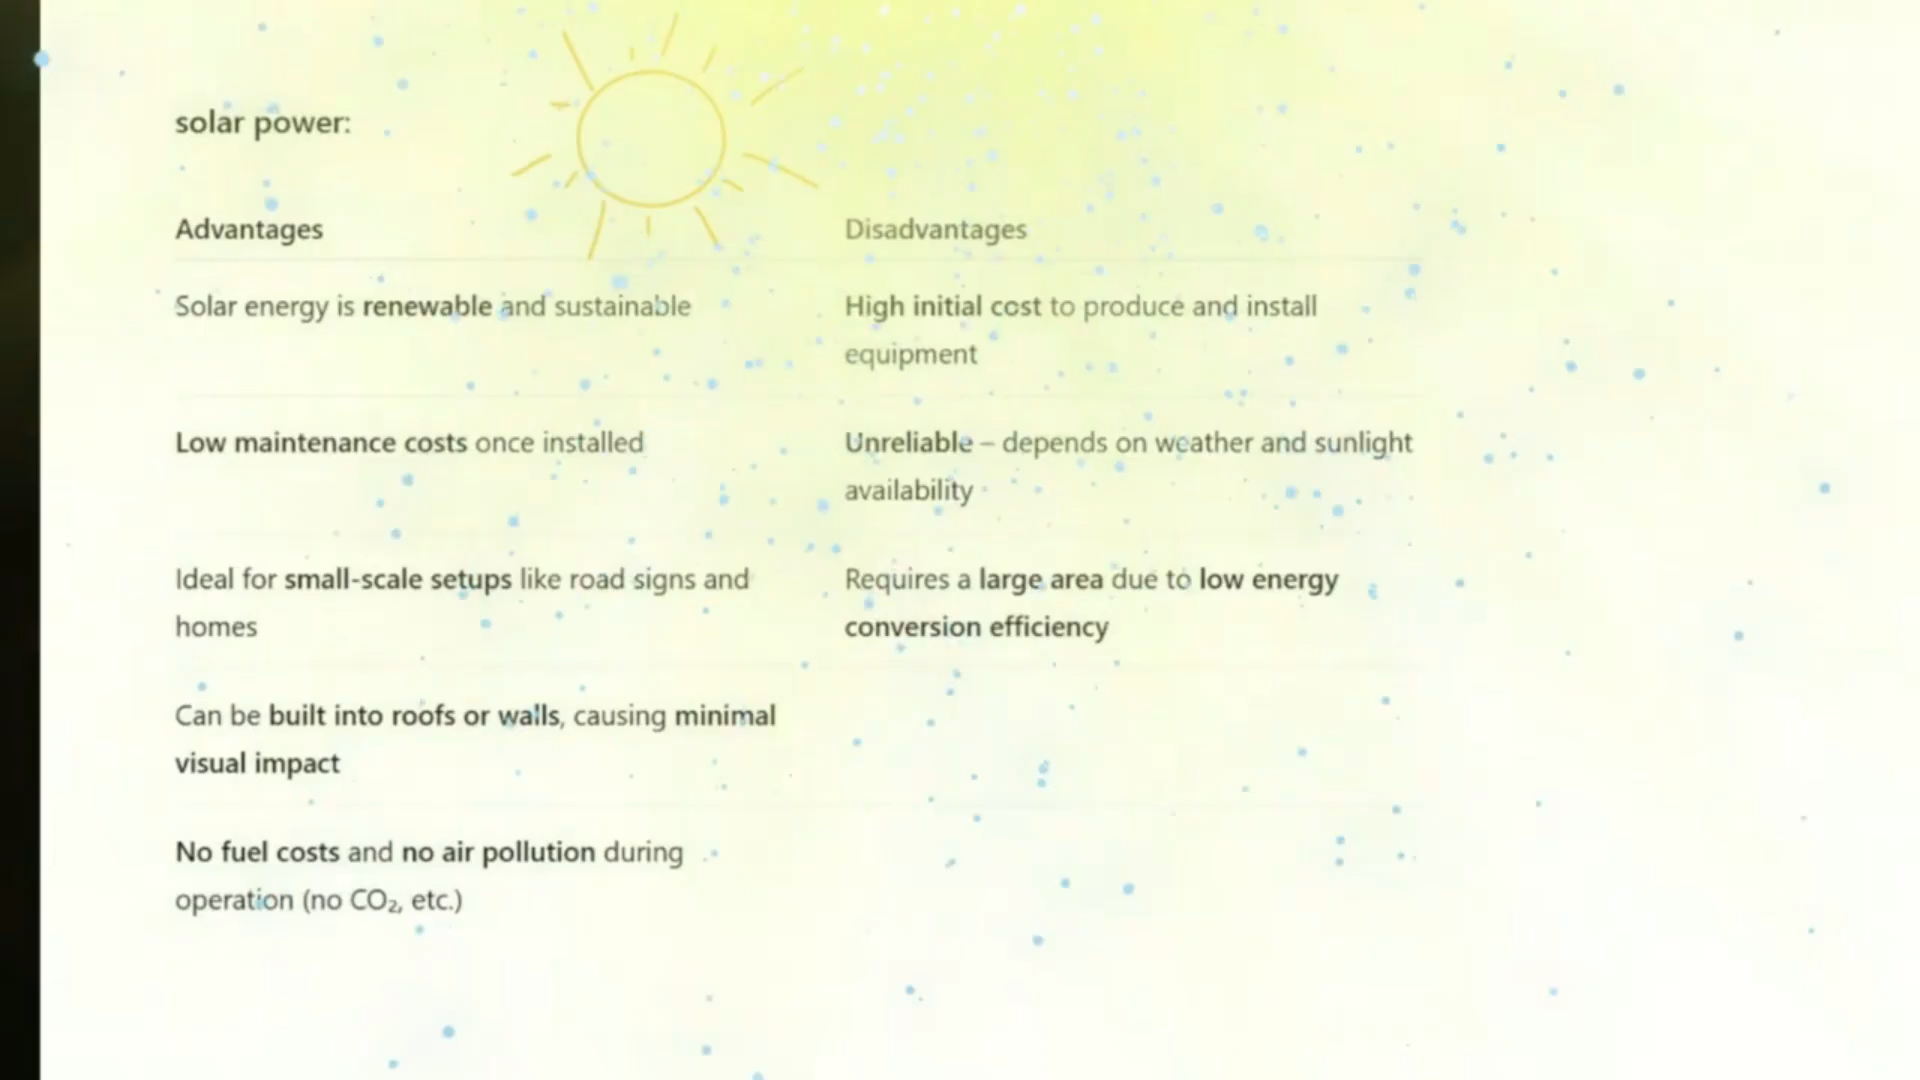 solar power:
Advantages
Disadvantages
Solar energy is renewable and sustainable
High initial cost to produce and install
equipment
Low maintenance costs once installed
Unreliable – depends on weather and sunlight
availability
Ideal for small-scale setups like road signs and
homes
Requires a large area due to low energy
conversion efficiency
Can be built into roofs or walls, causing minimal
visual impact
No fuel costs and no air pollution during
operation (no CO₂, etc.)